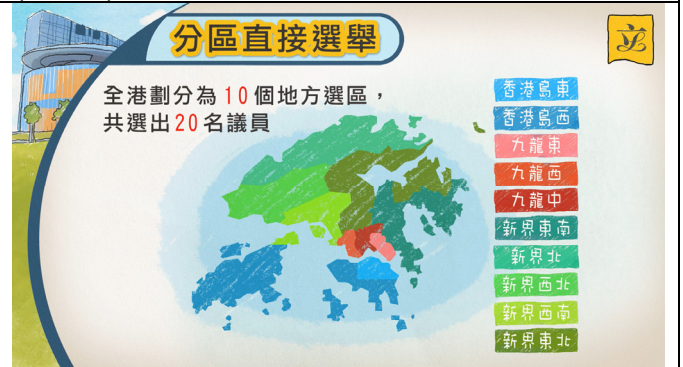 分區直接選舉
立
全港劃分為10個地方選區，
共選出20名議員
香港島東
香港島西
九龍東
九龍西
九龍中
新界東南
新界北
新界西北
新界西南
新界東北